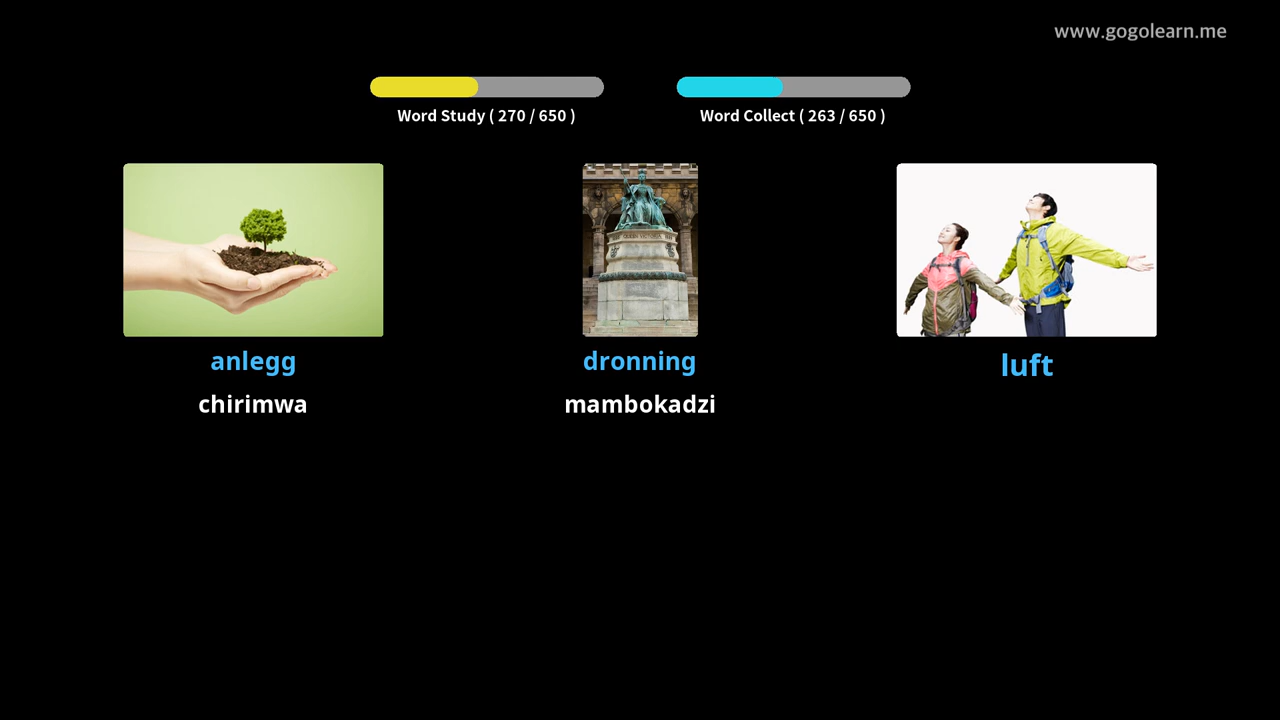 www.gogolearn.me
Word Study ( 270 / 650 )
Word Collect ( 263 / 650 )
anlegg
chirimwa
dronning
mambokadzi
luft